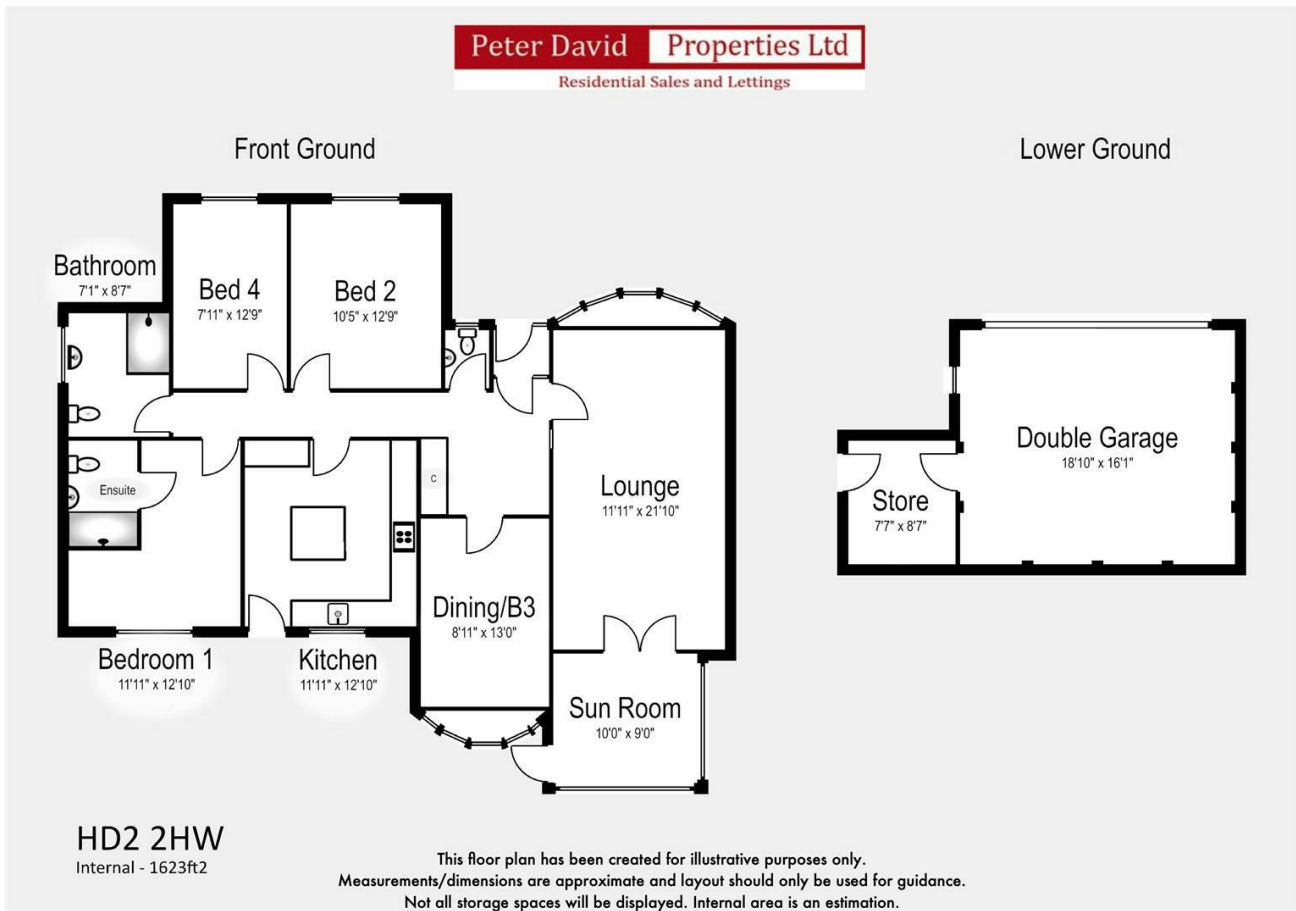 Peter David Properties Ltd
Residential Sales and Lettings
Front Ground
Lower Ground
Bathroom
7'1" x 8'7"
Bed 4
7'11" x 12'9"
Bed 2
10'5" x 12'9"
Ensuite
C
Lounge
11'11" x 21'10"
Double Garage
18'10" x 16'1"
Store
7'7" x 8'7"
Dining/B3
8'11" x 13'0"
Bedroom 1
11'11" x 12'10"
Kitchen
11'11" x 12'10"
Sun Room
10'0" x 9'0"
HD2 2HW
Internal - 1623ft2
This floor plan has been created for illustrative purposes only.
Measurements/dimensions are approximate and layout should only be used for guidance.
Not all storage spaces will be displayed. Internal area is an estimation.